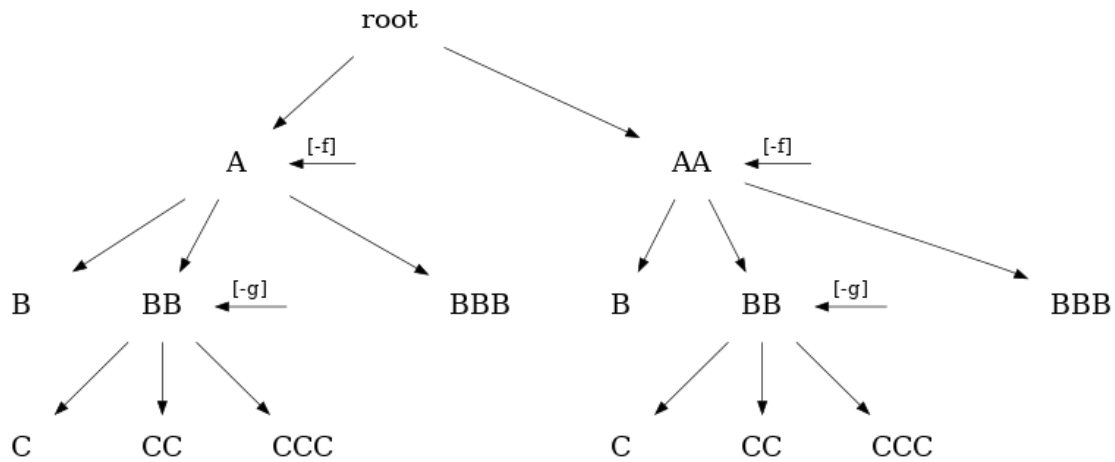 root
A [-f] AA [-f]
B BB [-g] BBB B BB [-g] BBB
C CC CCC C CC CCC